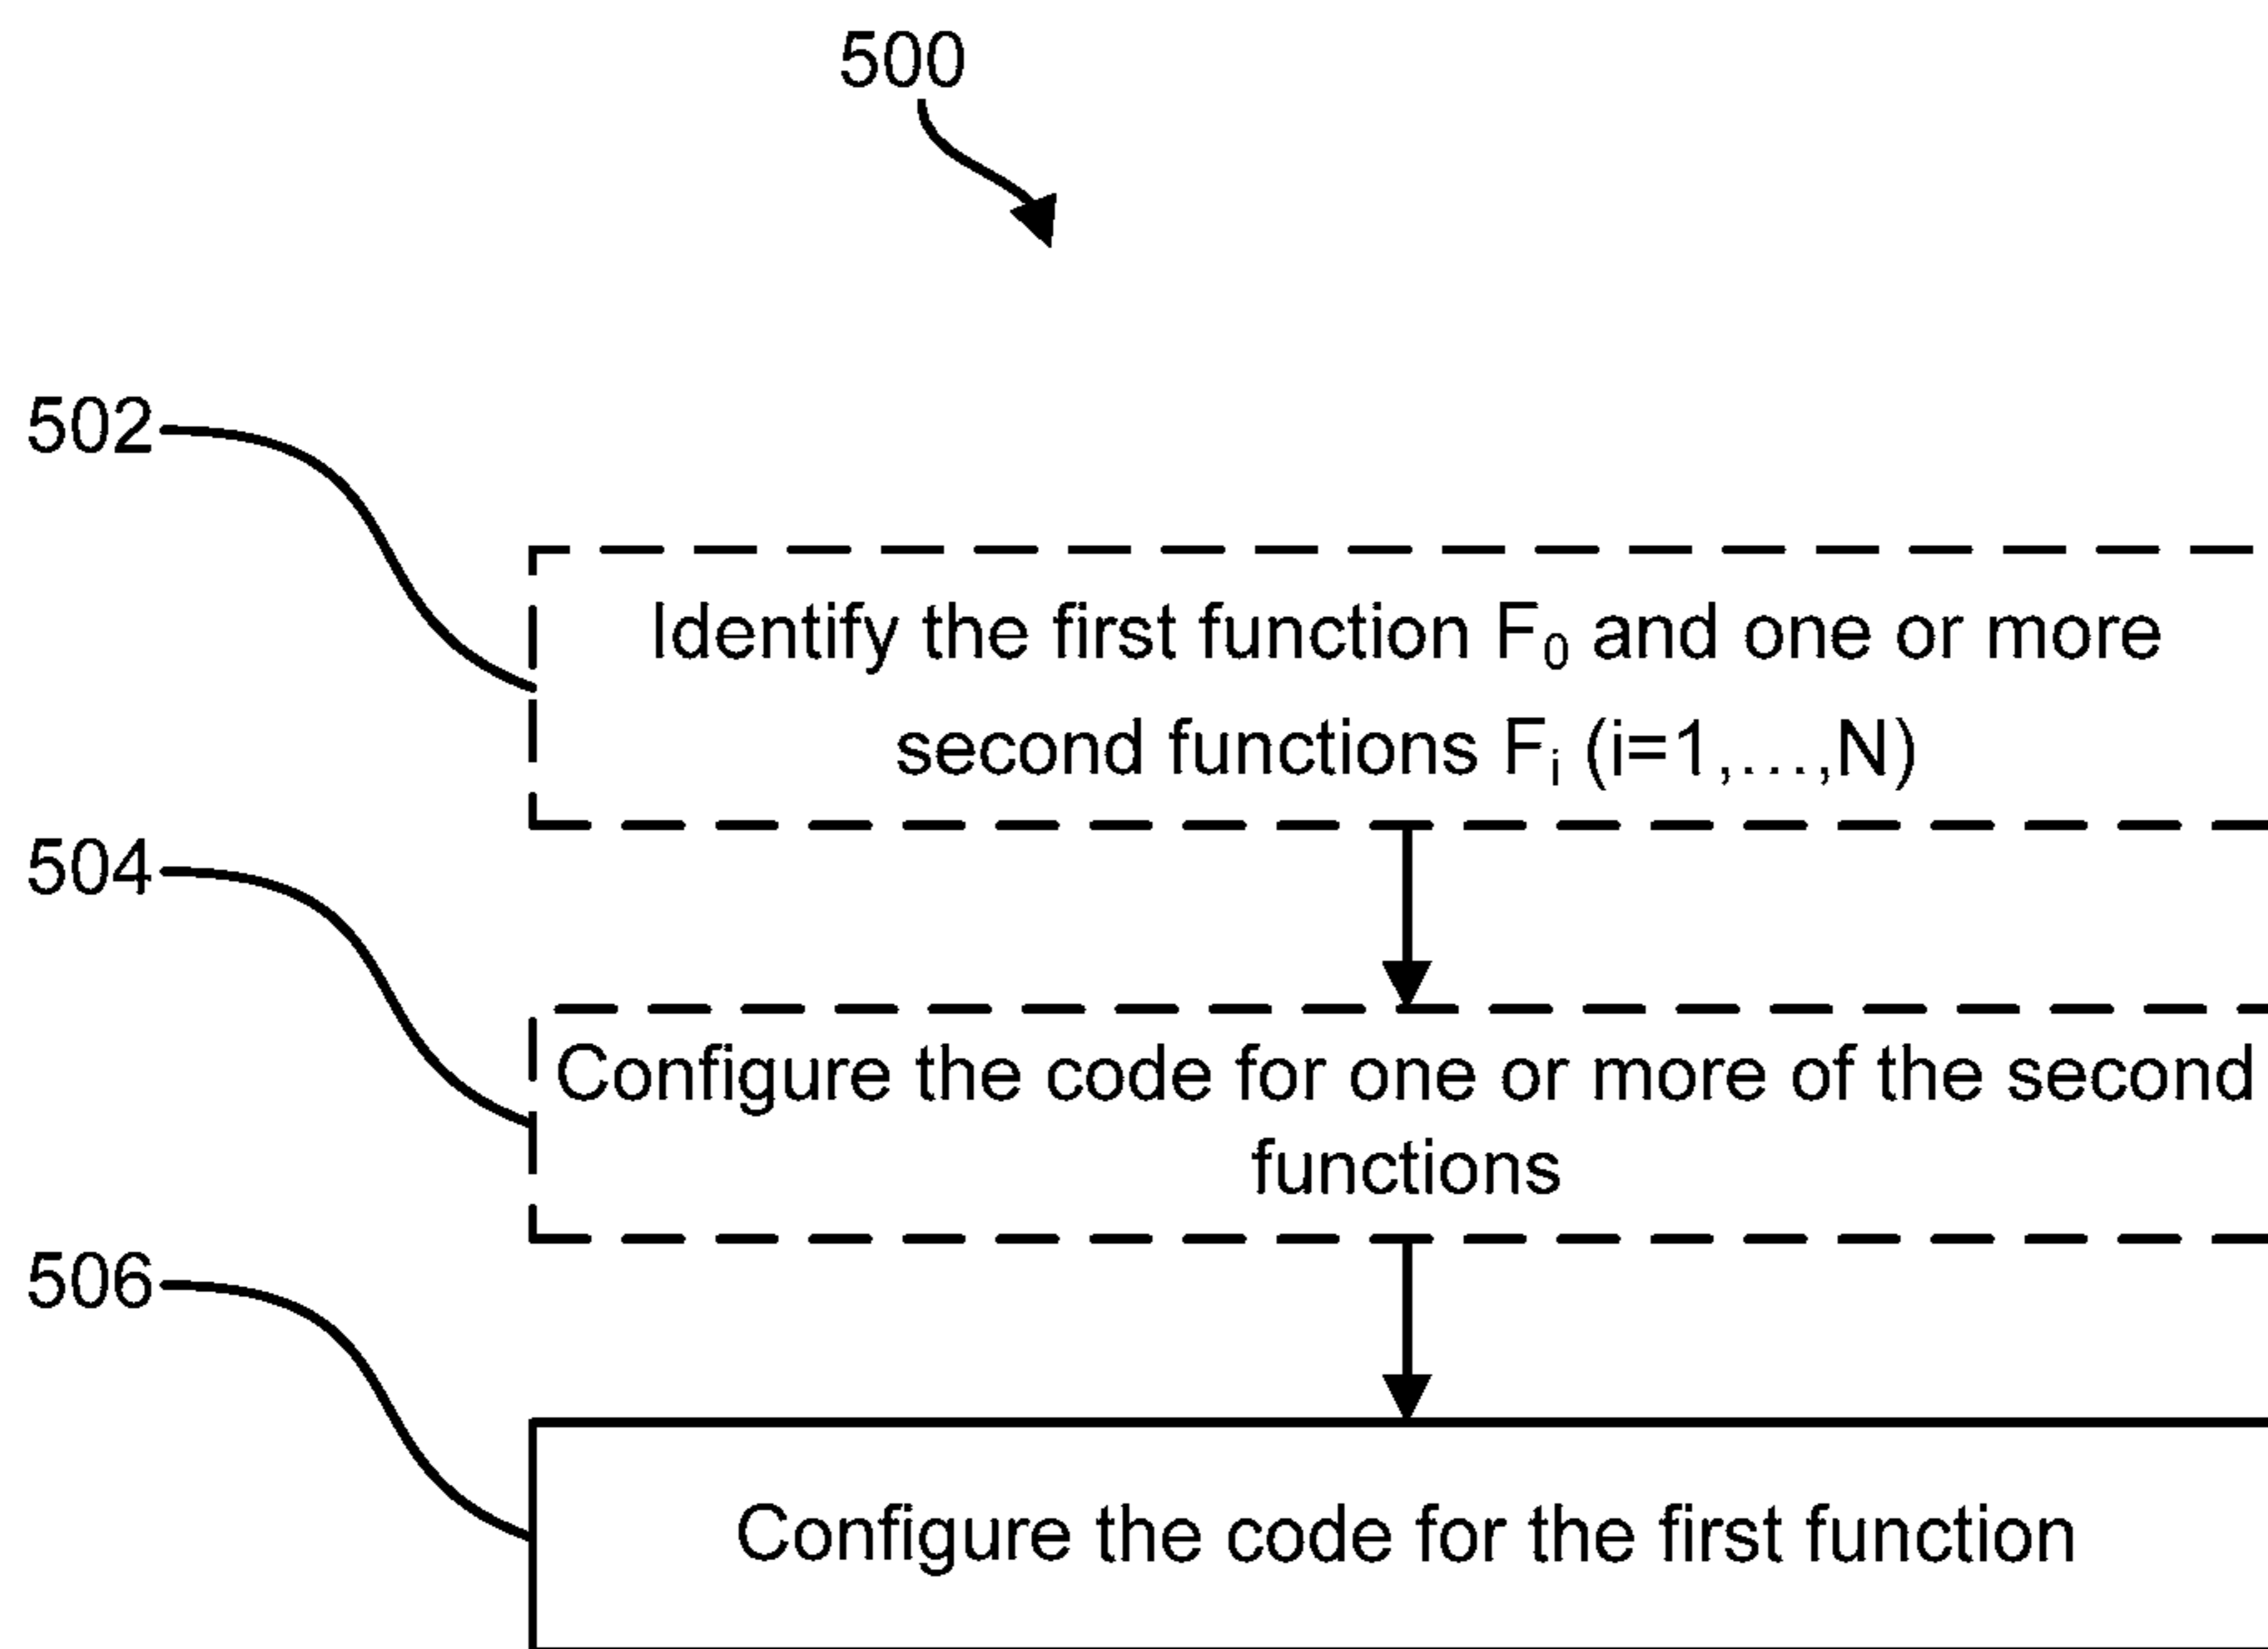 500
502
Identify the first function F₀ and one or more
second functions Fᵢ (i=1,…,N)
504
Configure the code for one or more of the second
functions
506
Configure the code for the first function